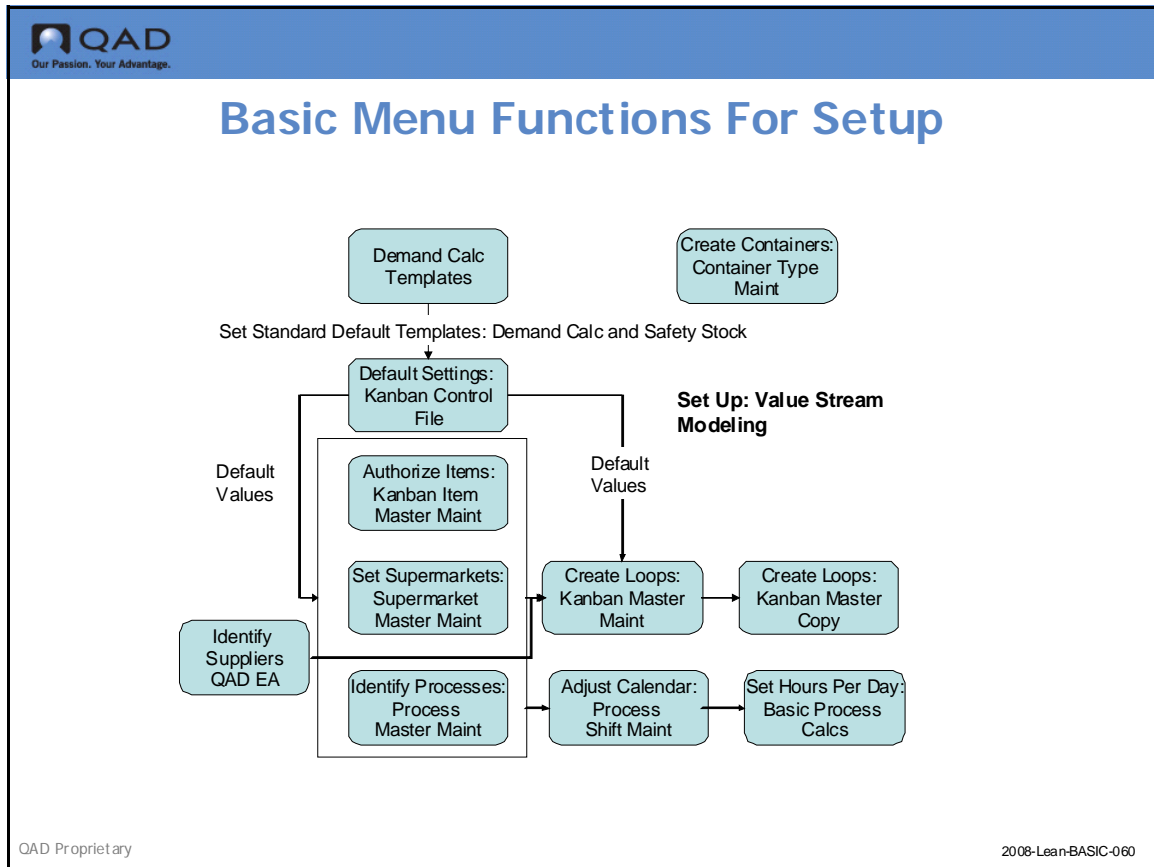 QAD
Our Passion. Your Advantage.
Basic Menu Functions For Setup
Demand Calc
Templates
Create Containers:
Container Type
Maint
Set Standard Default Templates: Demand Calc and Safety Stock
Default Settings:
Kanban Control
File
Set Up: Value Stream
Modeling
Default
Values
Default
Values
Authorize Items:
Kanban Item
Master Maint
Set Supermarkets:
Supermarket
Master Maint
Create Loops:
Kanban Master
Maint
Create Loops:
Kanban Master
Copy
Identify
Suppliers
QAD EA
Identify Processes:
Process
Master Maint
Adjust Calendar:
Process
Shift Maint
Set Hours Per Day:
Basic Process
Calcs
QAD Proprietary
2008-Lean-BASIC-060